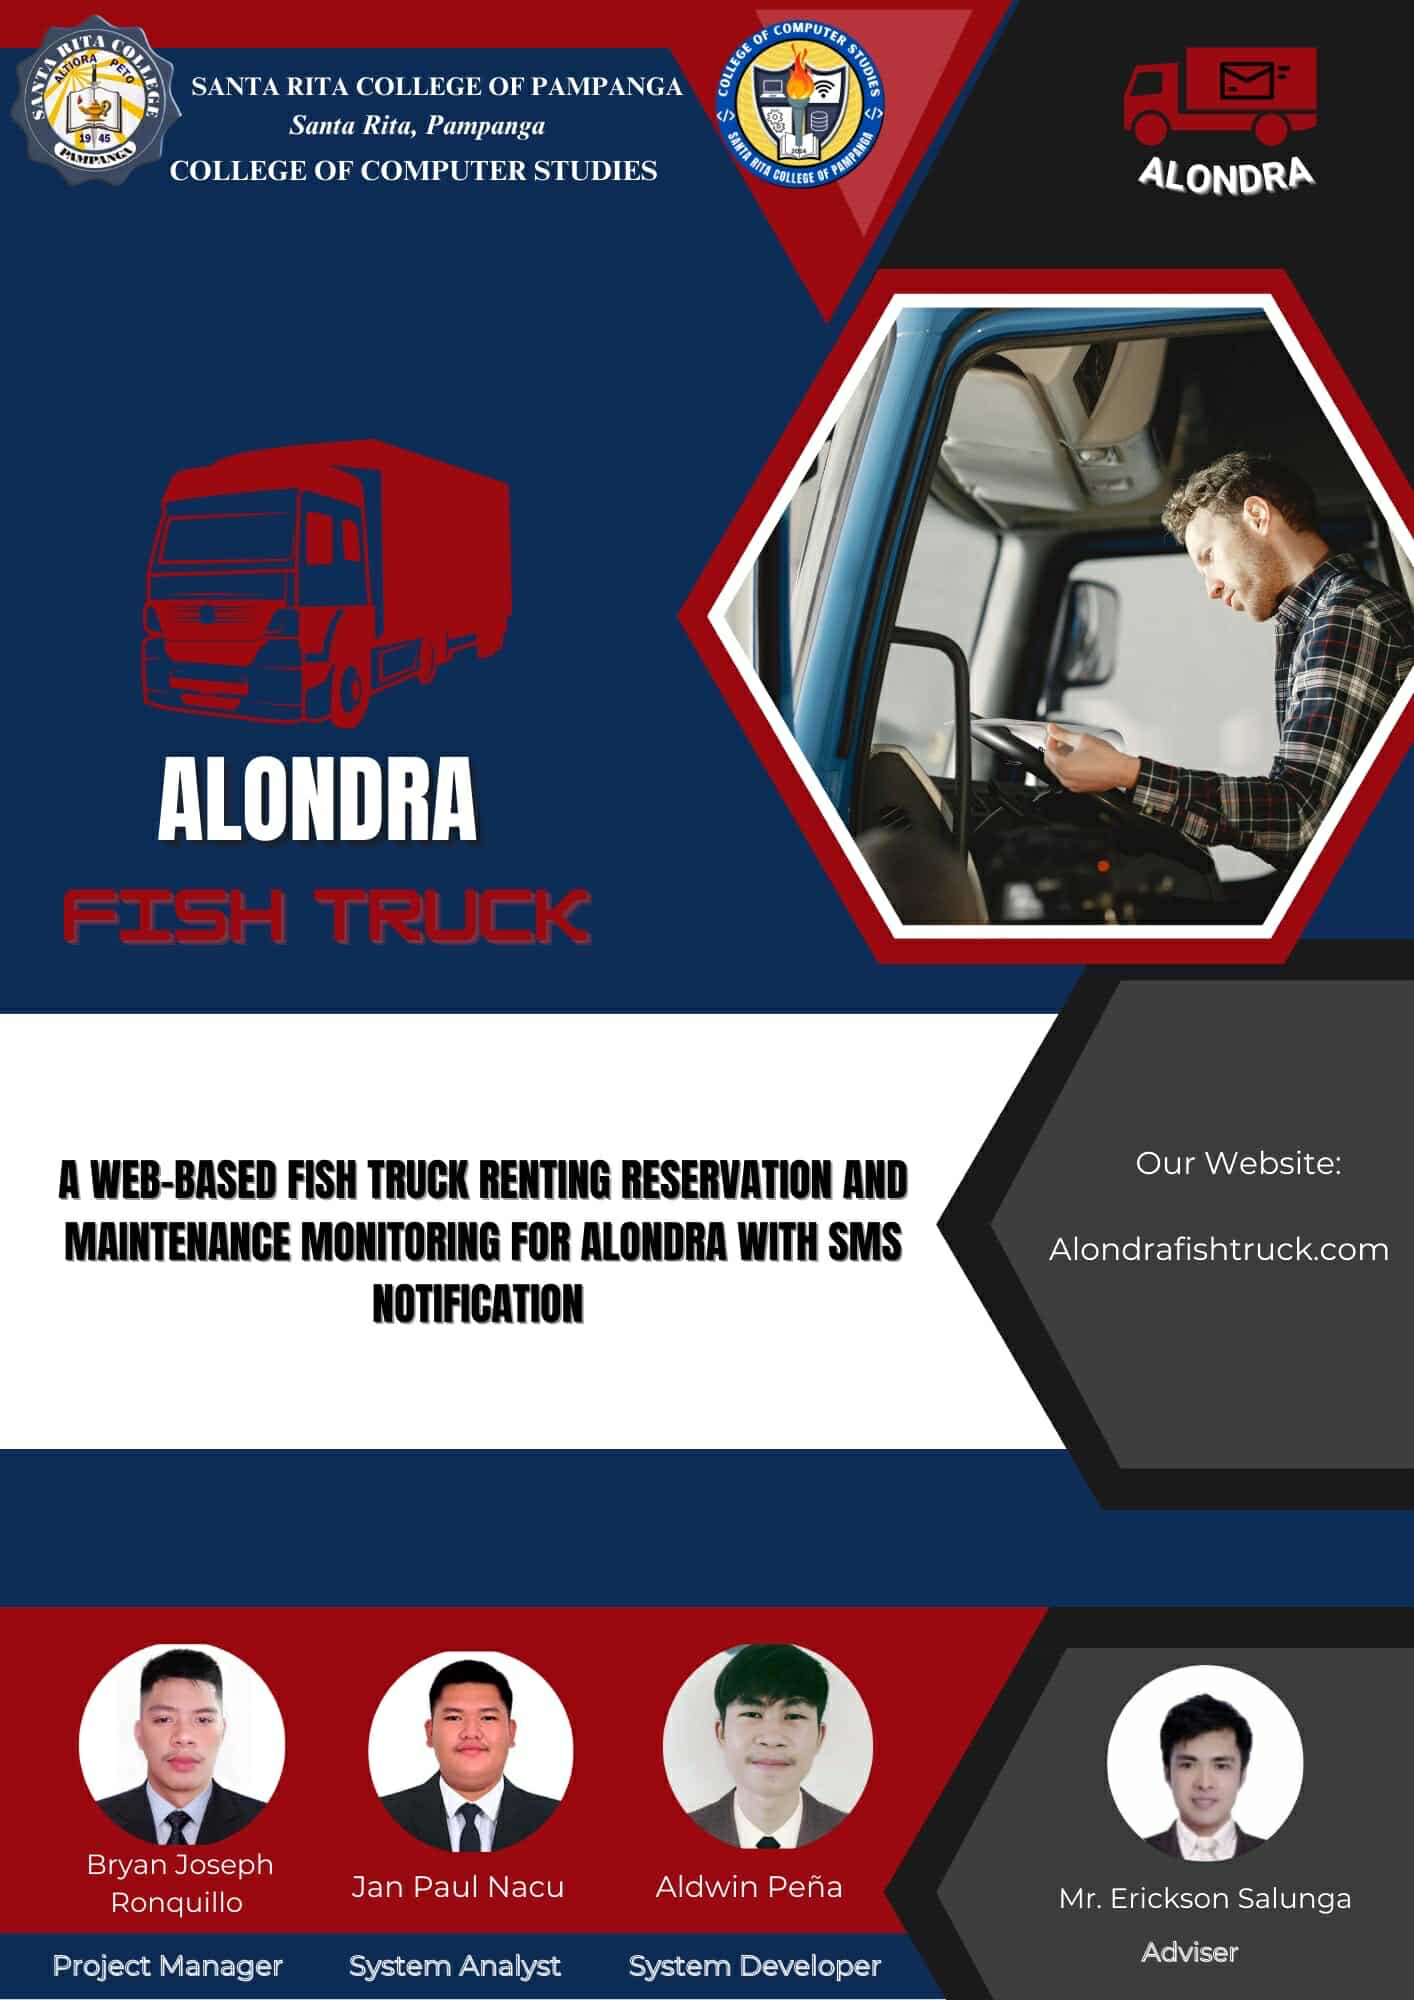 SANTA RITA COLLEGE
ALTIORA PETO
19 45
PAMPANGA
SANTA RITA COLLEGE OF PAMPANGA
Santa Rita, Pampanga
COLLEGE OF COMPUTER STUDIES
COLLEGE OF COMPUTER STUDIES
</> </>
2014
SANTA RITA COLLEGE OF PAMPANGA
ALONDRA
ALONDRA
FISH TRUCK
A WEB-BASED FISH TRUCK RENTING RESERVATION AND
MAINTENANCE MONITORING FOR ALONDRA WITH SMS
NOTIFICATION
Our Website:
Alondrafishtruck.com
Bryan Joseph
Ronquillo
Project Manager
Jan Paul Nacu
System Analyst
Aldwin Peña
System Developer
Mr. Erickson Salunga
Adviser